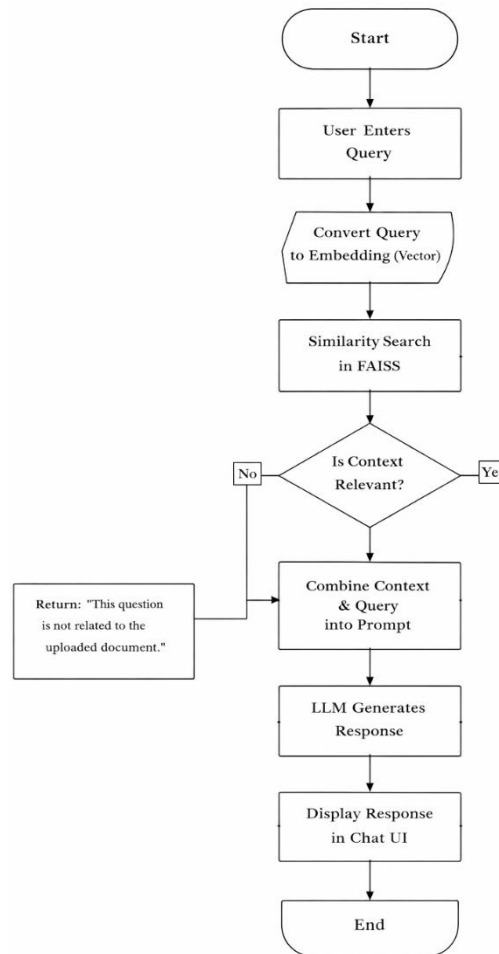 Start
User Enters
Query
Convert Query
to Embedding (Vector)
Similarity Search
in FAISS
Is Context
Relevant?
No
Ye
Combine Context
& Query
into Prompt
Return: "This question
is not related to the
uploaded document."
LLM Generates
Response
Display Response
in Chat UI
End